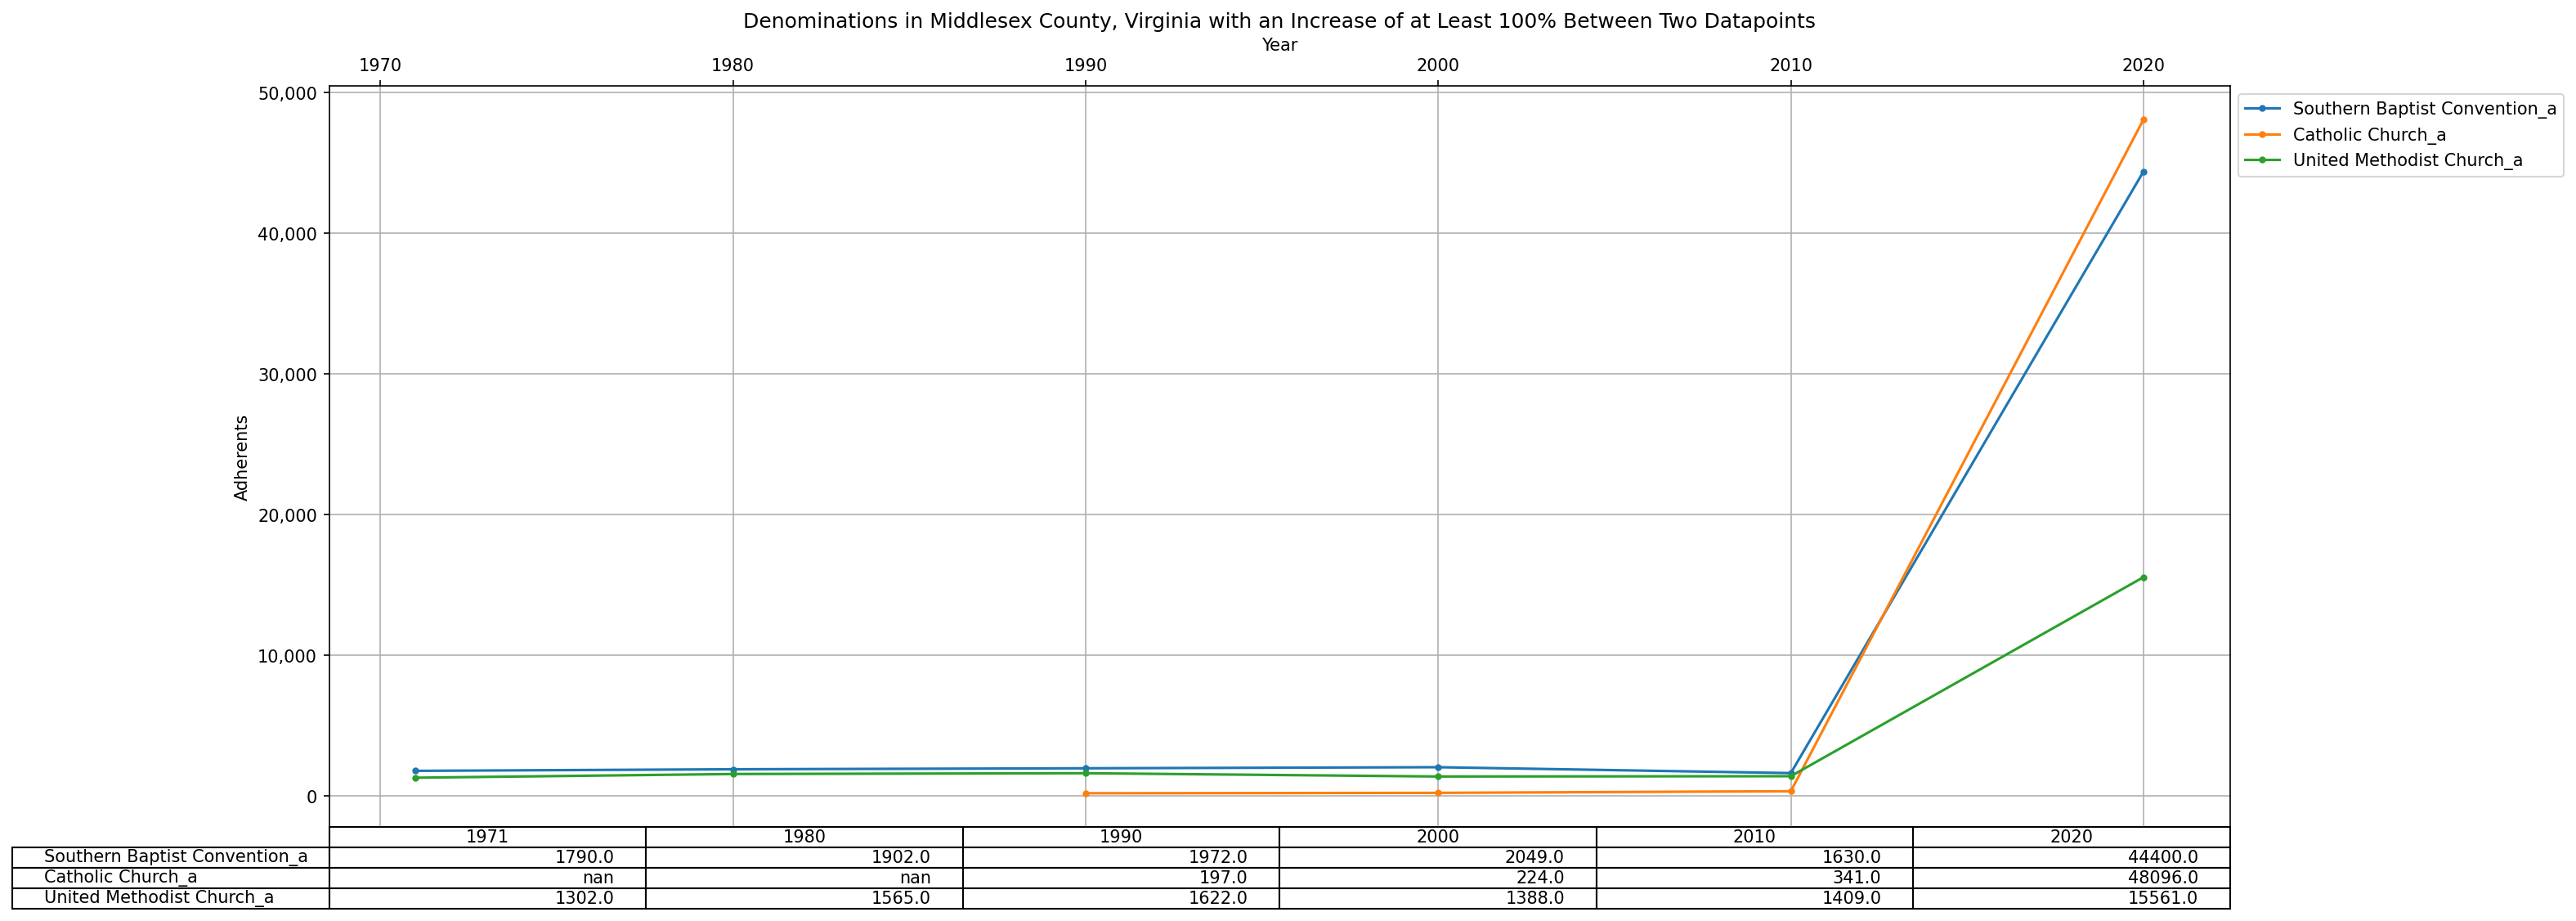 Denominations in Middlesex County, Virginia with an Increase of at Least 100% Between Two Datapoints
Year
1970 1980 1990 2000 2010 2020
50,000
40,000
30,000
20,000
10,000
0
Adherents
Southern Baptist Convention_a
Catholic Church_a
United Methodist Church_a
1971 1980 1990 2000 2010 2020
Southern Baptist Convention_a 1790.0 1902.0 1972.0 2049.0 1630.0 44400.0
Catholic Church_a nan nan 197.0 224.0 341.0 48096.0
United Methodist Church_a 1302.0 1565.0 1622.0 1388.0 1409.0 15561.0